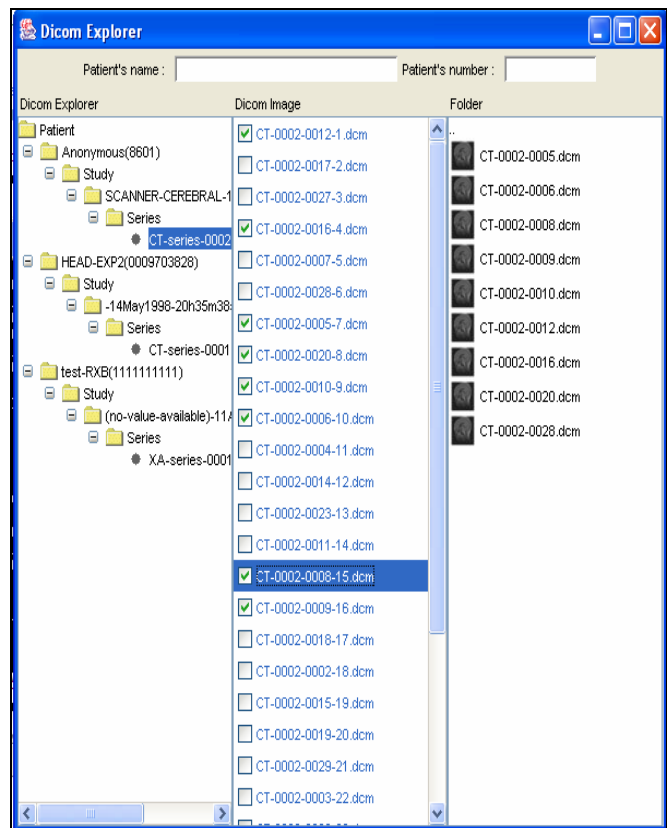 Dicom Explorer
Patient's name :
Patient's number :
Dicom Explorer
Patient
Anonymous(8601)
Study
SCANNER-CEREBRAL-1
Series
CT-series-0002
HEAD-EXP2(0009703828)
Study
-14May1998-20h35m38
Series
CT-series-0001
test-RXB(1111111111)
Study
(no-value-available)-11
Series
XA-series-0001
Dicom Image
CT-0002-0012-1.dcm
CT-0002-0017-2.dcm
CT-0002-0027-3.dcm
CT-0002-0016-4.dcm
CT-0002-0007-5.dcm
CT-0002-0028-6.dcm
CT-0002-0005-7.dcm
CT-0002-0020-8.dcm
CT-0002-0010-9.dcm
CT-0002-0006-10.dcm
CT-0002-0004-11.dcm
CT-0002-0014-12.dcm
CT-0002-0023-13.dcm
CT-0002-0011-14.dcm
CT-0002-0008-15.dcm
CT-0002-0009-16.dcm
CT-0002-0018-17.dcm
CT-0002-0002-18.dcm
CT-0002-0015-19.dcm
CT-0002-0019-20.dcm
CT-0002-0029-21.dcm
CT-0002-0003-22.dcm
Folder
..
CT-0002-0005.dcm
CT-0002-0006.dcm
CT-0002-0008.dcm
CT-0002-0009.dcm
CT-0002-0010.dcm
CT-0002-0012.dcm
CT-0002-0016.dcm
CT-0002-0020.dcm
CT-0002-0028.dcm